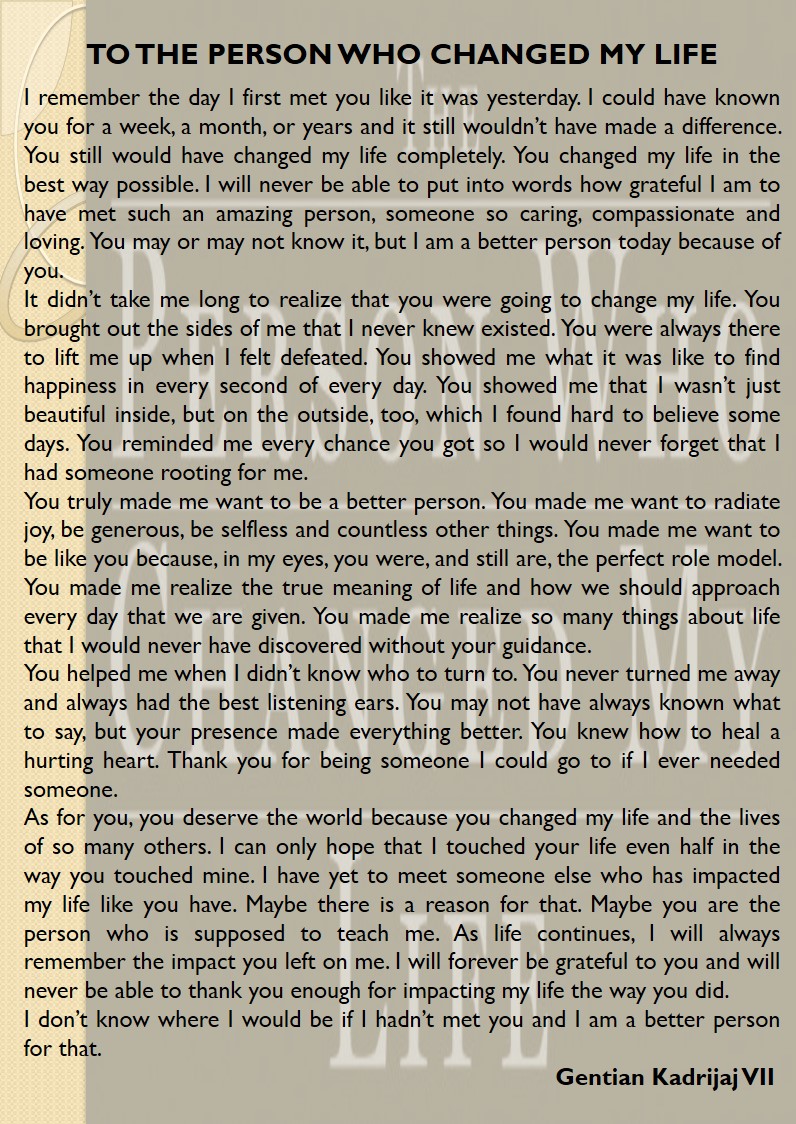 TO THE PERSON WHO CHANGED MY LIFE
I remember the day I first met you like it was yesterday. I could have known
you for a week, a month, or years and it still wouldn’t have made a difference.
You still would have changed my life completely. You changed my life in the
best way possible. I will never be able to put into words how grateful I am to
have met such an amazing person, someone so caring, compassionate and
loving. You may or may not know it, but I am a better person today because of
you.
It didn’t take me long to realize that you were going to change my life. You
brought out the sides of me that I never knew existed. You were always there
to lift me up when I felt defeated. You showed me what it was like to find
happiness in every second of every day. You showed me that I wasn’t just
beautiful inside, but on the outside, too, which I found hard to believe some
days. You reminded me every chance you got so I would never forget that I
had someone rooting for me.
You truly made me want to be a better person. You made me want to radiate
joy, be generous, be selfless and countless other things. You made me want to
be like you because, in my eyes, you were, and still are, the perfect role model.
You made me realize the true meaning of life and how we should approach
every day that we are given. You made me realize so many things about life
that I would never have discovered without your guidance.
You helped me when I didn’t know who to turn to. You never turned me away
and always had the best listening ears. You may not have always known what
to say, but your presence made everything better. You knew how to heal a
hurting heart. Thank you for being someone I could go to if I ever needed
someone.
As for you, you deserve the world because you changed my life and the lives
of so many others. I can only hope that I touched your life even half in the
way you touched mine. I have yet to meet someone else who has impacted
my life like you have. Maybe there is a reason for that. Maybe you are the
person who is supposed to teach me. As life continues, I will always
remember the impact you left on me. I will forever be grateful to you and will
never be able to thank you enough for impacting my life the way you did.
I don’t know where I would be if I hadn’t met you and I am a better person
for that.
Gentian Kadrijaj VII
THE
PERSON WHO
CHANGED MY
LIFE